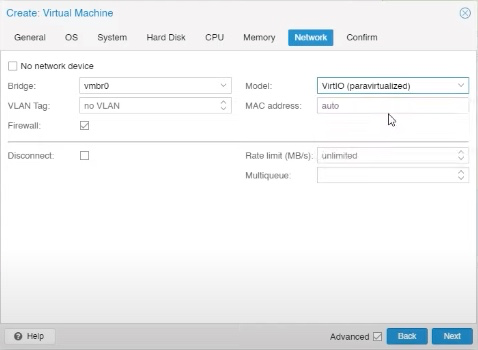 Create: Virtual Machine
General OS System Hard Disk CPU Memory Network Confirm
No network device
Bridge: vmbr0 Model: VirtIO (paravirtualized)
VLAN Tag: no VLAN MAC address: auto
Firewall:
Disconnect: Rate limit (MB/s): unlimited
Multiqueue:
Help Advanced Back Next